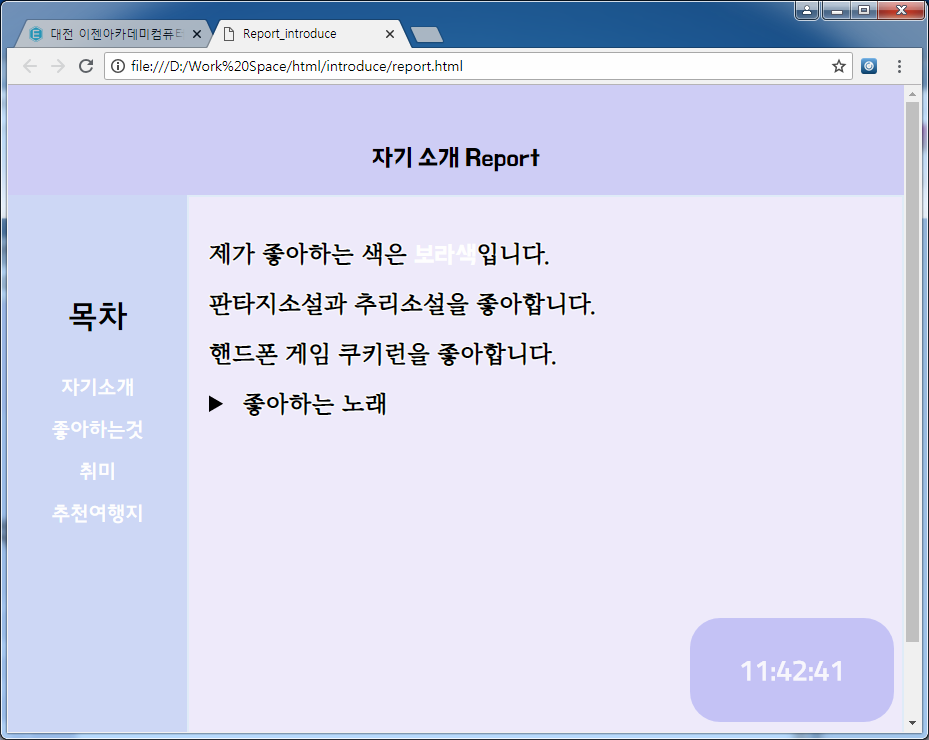 대전 이젠아카데미컴퓨터
Report_introduce
file:///D:/Work%20Space/html/introduce/report.html
자기 소개 Report
목차
자기소개
좋아하는것
취미
추천여행지
제가 좋아하는 색은 보라색입니다.
판타지소설과 추리소설을 좋아합니다.
핸드폰 게임 쿠키런을 좋아합니다.
▶ 좋아하는 노래
11:42:41